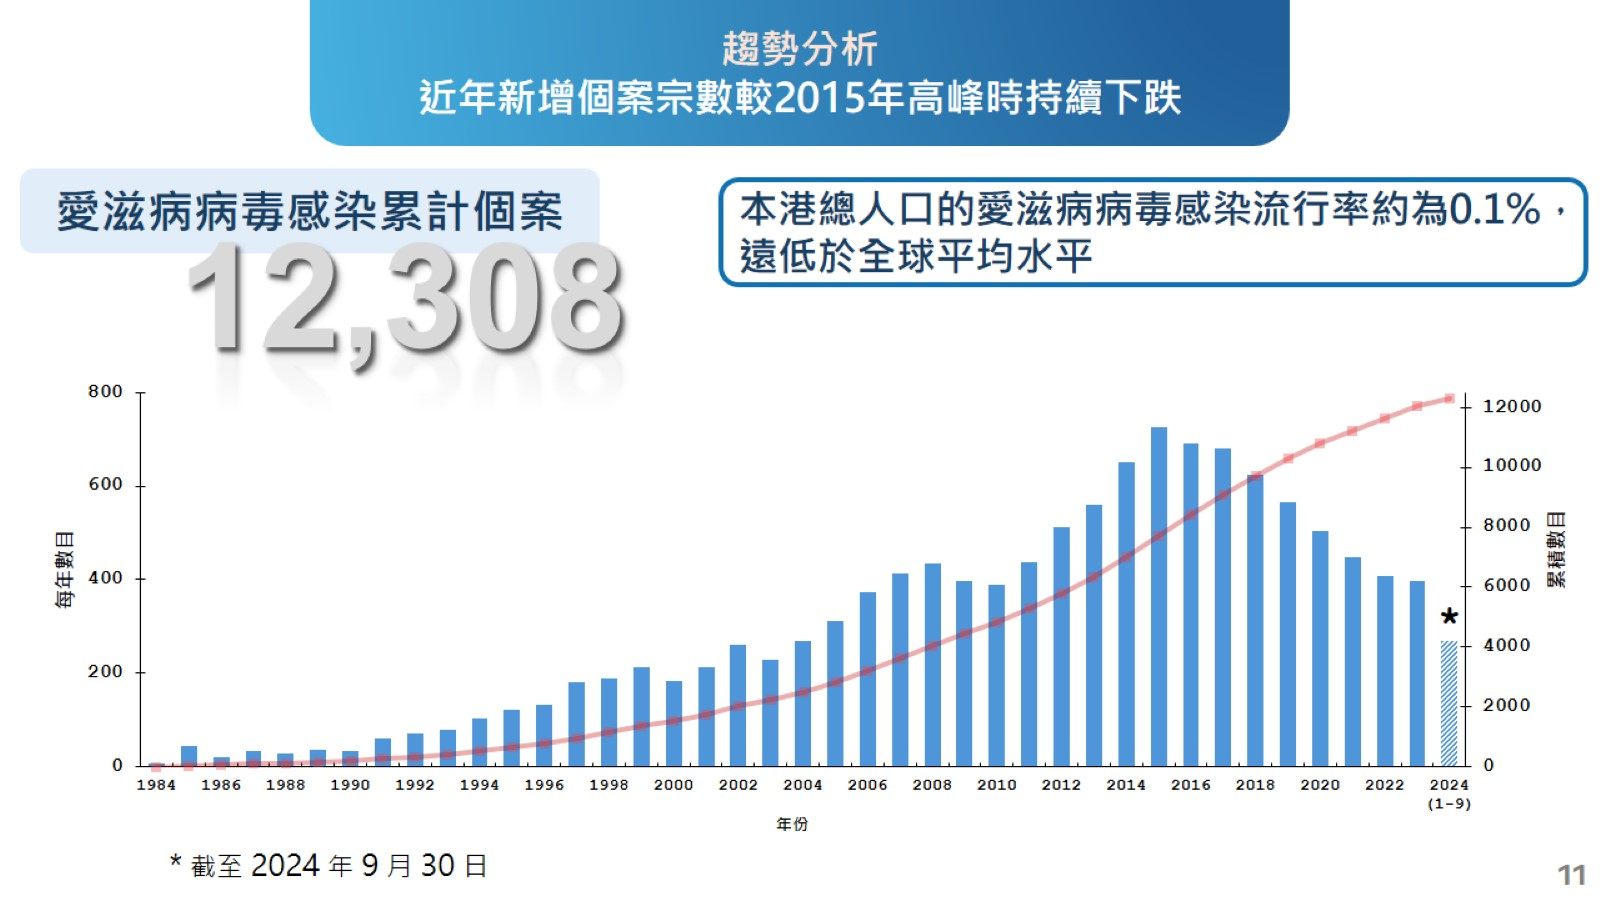 趨勢分析
近年新增個案宗數較2015年高峰時持續下跌
愛滋病病毒感染累計個案
12,308
本港總人口的愛滋病病毒感染流行率約為0.1%，
遠低於全球平均水平
800
600
400
200
0
每年數目
12000
10000
8000
6000
4000
2000
0
累積數目
*
1984 1986 1988 1990 1992 1994 1996 1998 2000 2002 2004 2006 2008 2010 2012 2014 2016 2018 2020 2022 2024
(1-9)
年份
* 截至 2024 年 9 月 30 日
11